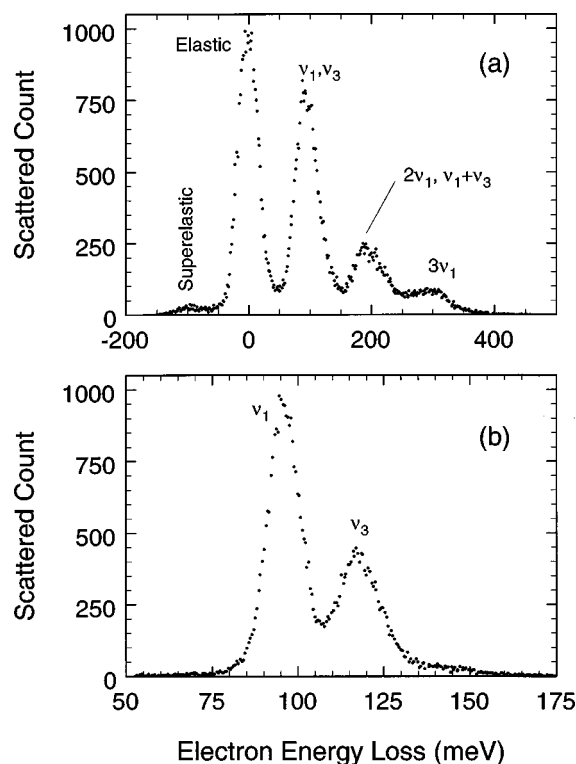 (a)
Scattered Count
1000
750
500
250
0
Elastic
Superelastic
ν₁,ν₃
2ν₁, ν₁+ν₃
3ν₁
-200
0
200
400
(b)
Scattered Count
1000
750
500
250
0
ν₁
ν₃
50
75
100
125
150
175
Electron Energy Loss (meV)